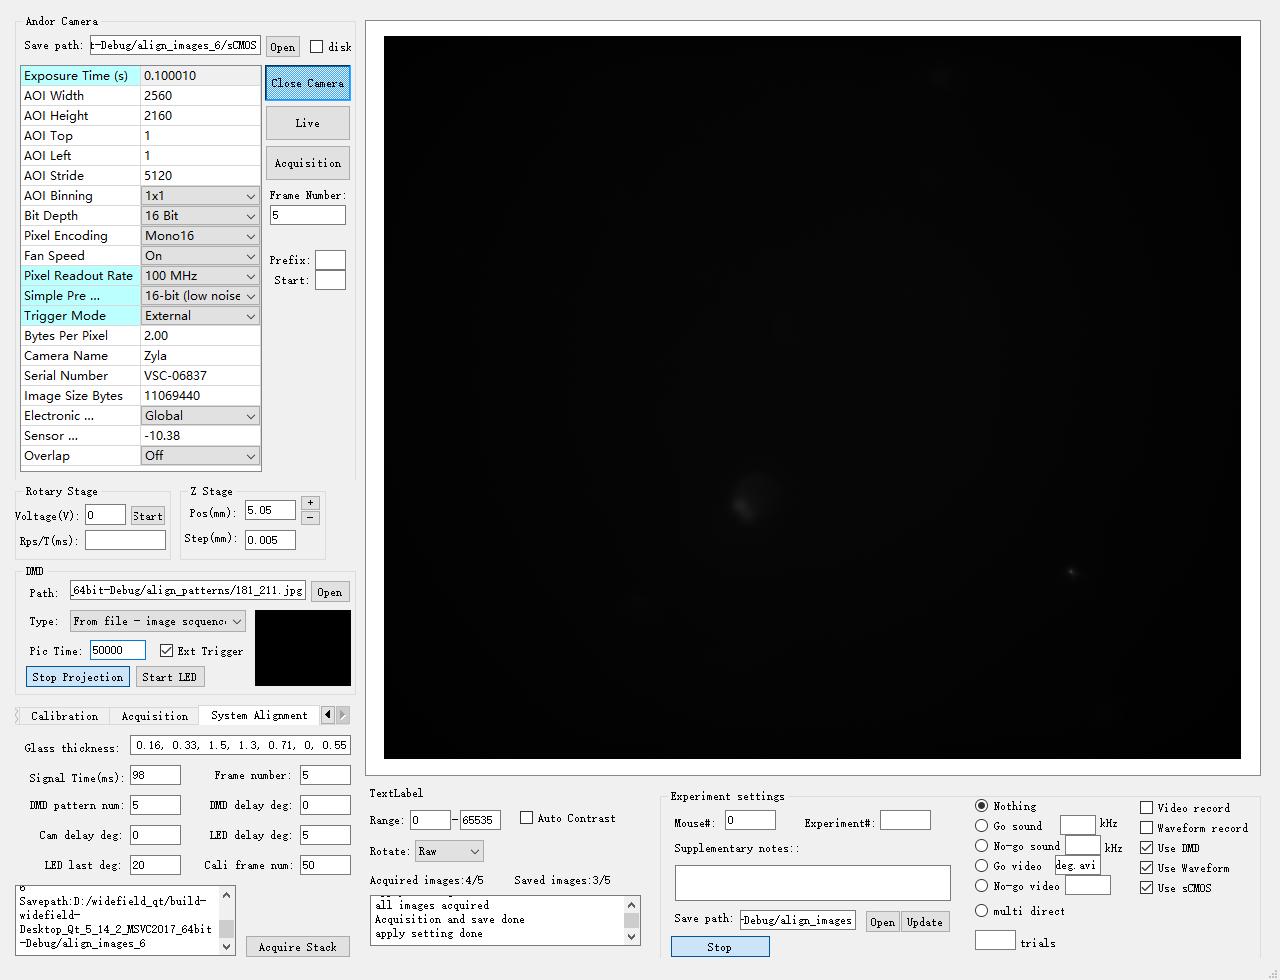 Andor Camera
Save path: t-Debug/align_images_6/sCMOS Open disk
Exposure Time (s) 0.100010
AOI Width 2560
AOI Height 2160
AOI Top 1
AOI Left 1
AOI Stride 5120
AOI Binning 1x1
Bit Depth 16 Bit
Pixel Encoding Mono16
Fan Speed On
Pixel Readout Rate 100 MHz
Simple Pre ... 16-bit (low noise
Trigger Mode External
Bytes Per Pixel 2.00
Camera Name Zyla
Serial Number VSC-06837
Image Size Bytes 11069440
Electronic ... Global
Sensor ... -10.38
Overlap Off
Close Camera
Live
Acquisition
Frame Number:
5
Prefix:
Start:
Rotary Stage
Voltage(V): 0 Start
Rps/T(ms):
Z Stage
Pos(mm): 5.05 + -
Step(mm): 0.005
DMD
Path: _64bit-Debug/align_patterns/181_211.jpg Open
Type: From file - image sequenc
Pic Time: 50000 Ext Trigger
Stop Projection Start LED
Calibration Acquisition System Alignment
Glass thickness: 0.16, 0.33, 1.5, 1.3, 0.71, 0, 0.55
Signal Time(ms): 98 Frame number: 5
DMD pattern num: 5 DMD delay deg: 0
Cam delay deg: 0 LED delay deg: 5
LED last deg: 20 Cali frame num: 50
6
Savepath:D:/widefield_qt/build-
widefield-
Desktop_Qt_5_14_2_MSVC2017_64bit
-Debug/align_images_6
Acquire Stack
TextLabel
Range: 0 - 65535 Auto Contrast
Rotate: Raw
Acquired images:4/5 Saved images:3/5
all images acquired
Acquisition and save done
apply setting done
Experiment settings
Mouse#: 0 Experiment#:
Supplementary notes::
Save path: -Debug/align_images Open Update
Stop
Nothing
Go sound kHz
No-go sound kHz
Go video deg.avi
No-go video
multi direct
trials
Video record
Waveform record
Use DMD
Use Waveform
Use sCMOS